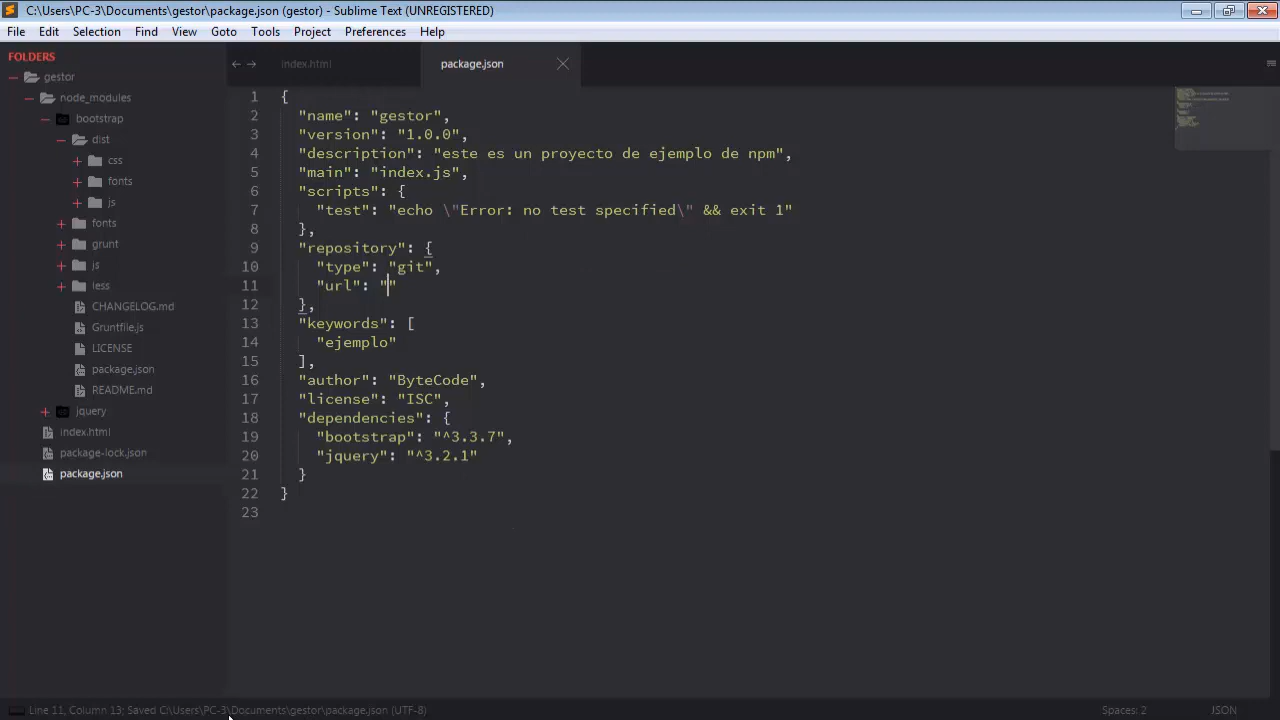 C:\Users\PC-3\Documents\gestor\package.json (gestor) - Sublime Text (UNREGISTERED)
File Edit Selection Find View Goto Tools Project Preferences Help
FOLDERS
gestor
node_modules
bootstrap
dist
css
fonts
js
fonts
grunt
js
less
CHANGELOG.md
Gruntfile.js
LICENSE
package.json
README.md
jquery
index.html
package-lock.json
package.json
index.html package.json
1 {
2 "name": "gestor",
3 "version": "1.0.0",
4 "description": "este es un proyecto de ejemplo de npm",
5 "main": "index.js",
6 "scripts": {
7 "test": "echo \"Error: no test specified\" && exit 1"
8 },
9 "repository": {
10 "type": "git",
11 "url": ""
12 },
13 "keywords": [
14 "ejemplo"
15 ],
16 "author": "ByteCode",
17 "license": "ISC",
18 "dependencies": {
19 "bootstrap": "^3.3.7",
20 "jquery": "^3.2.1"
21 }
22 }
23
Line 11, Column 13; Saved C:\Users\PC-3\Documents\gestor\package.json (UTF-8) Spaces: 2 JSON